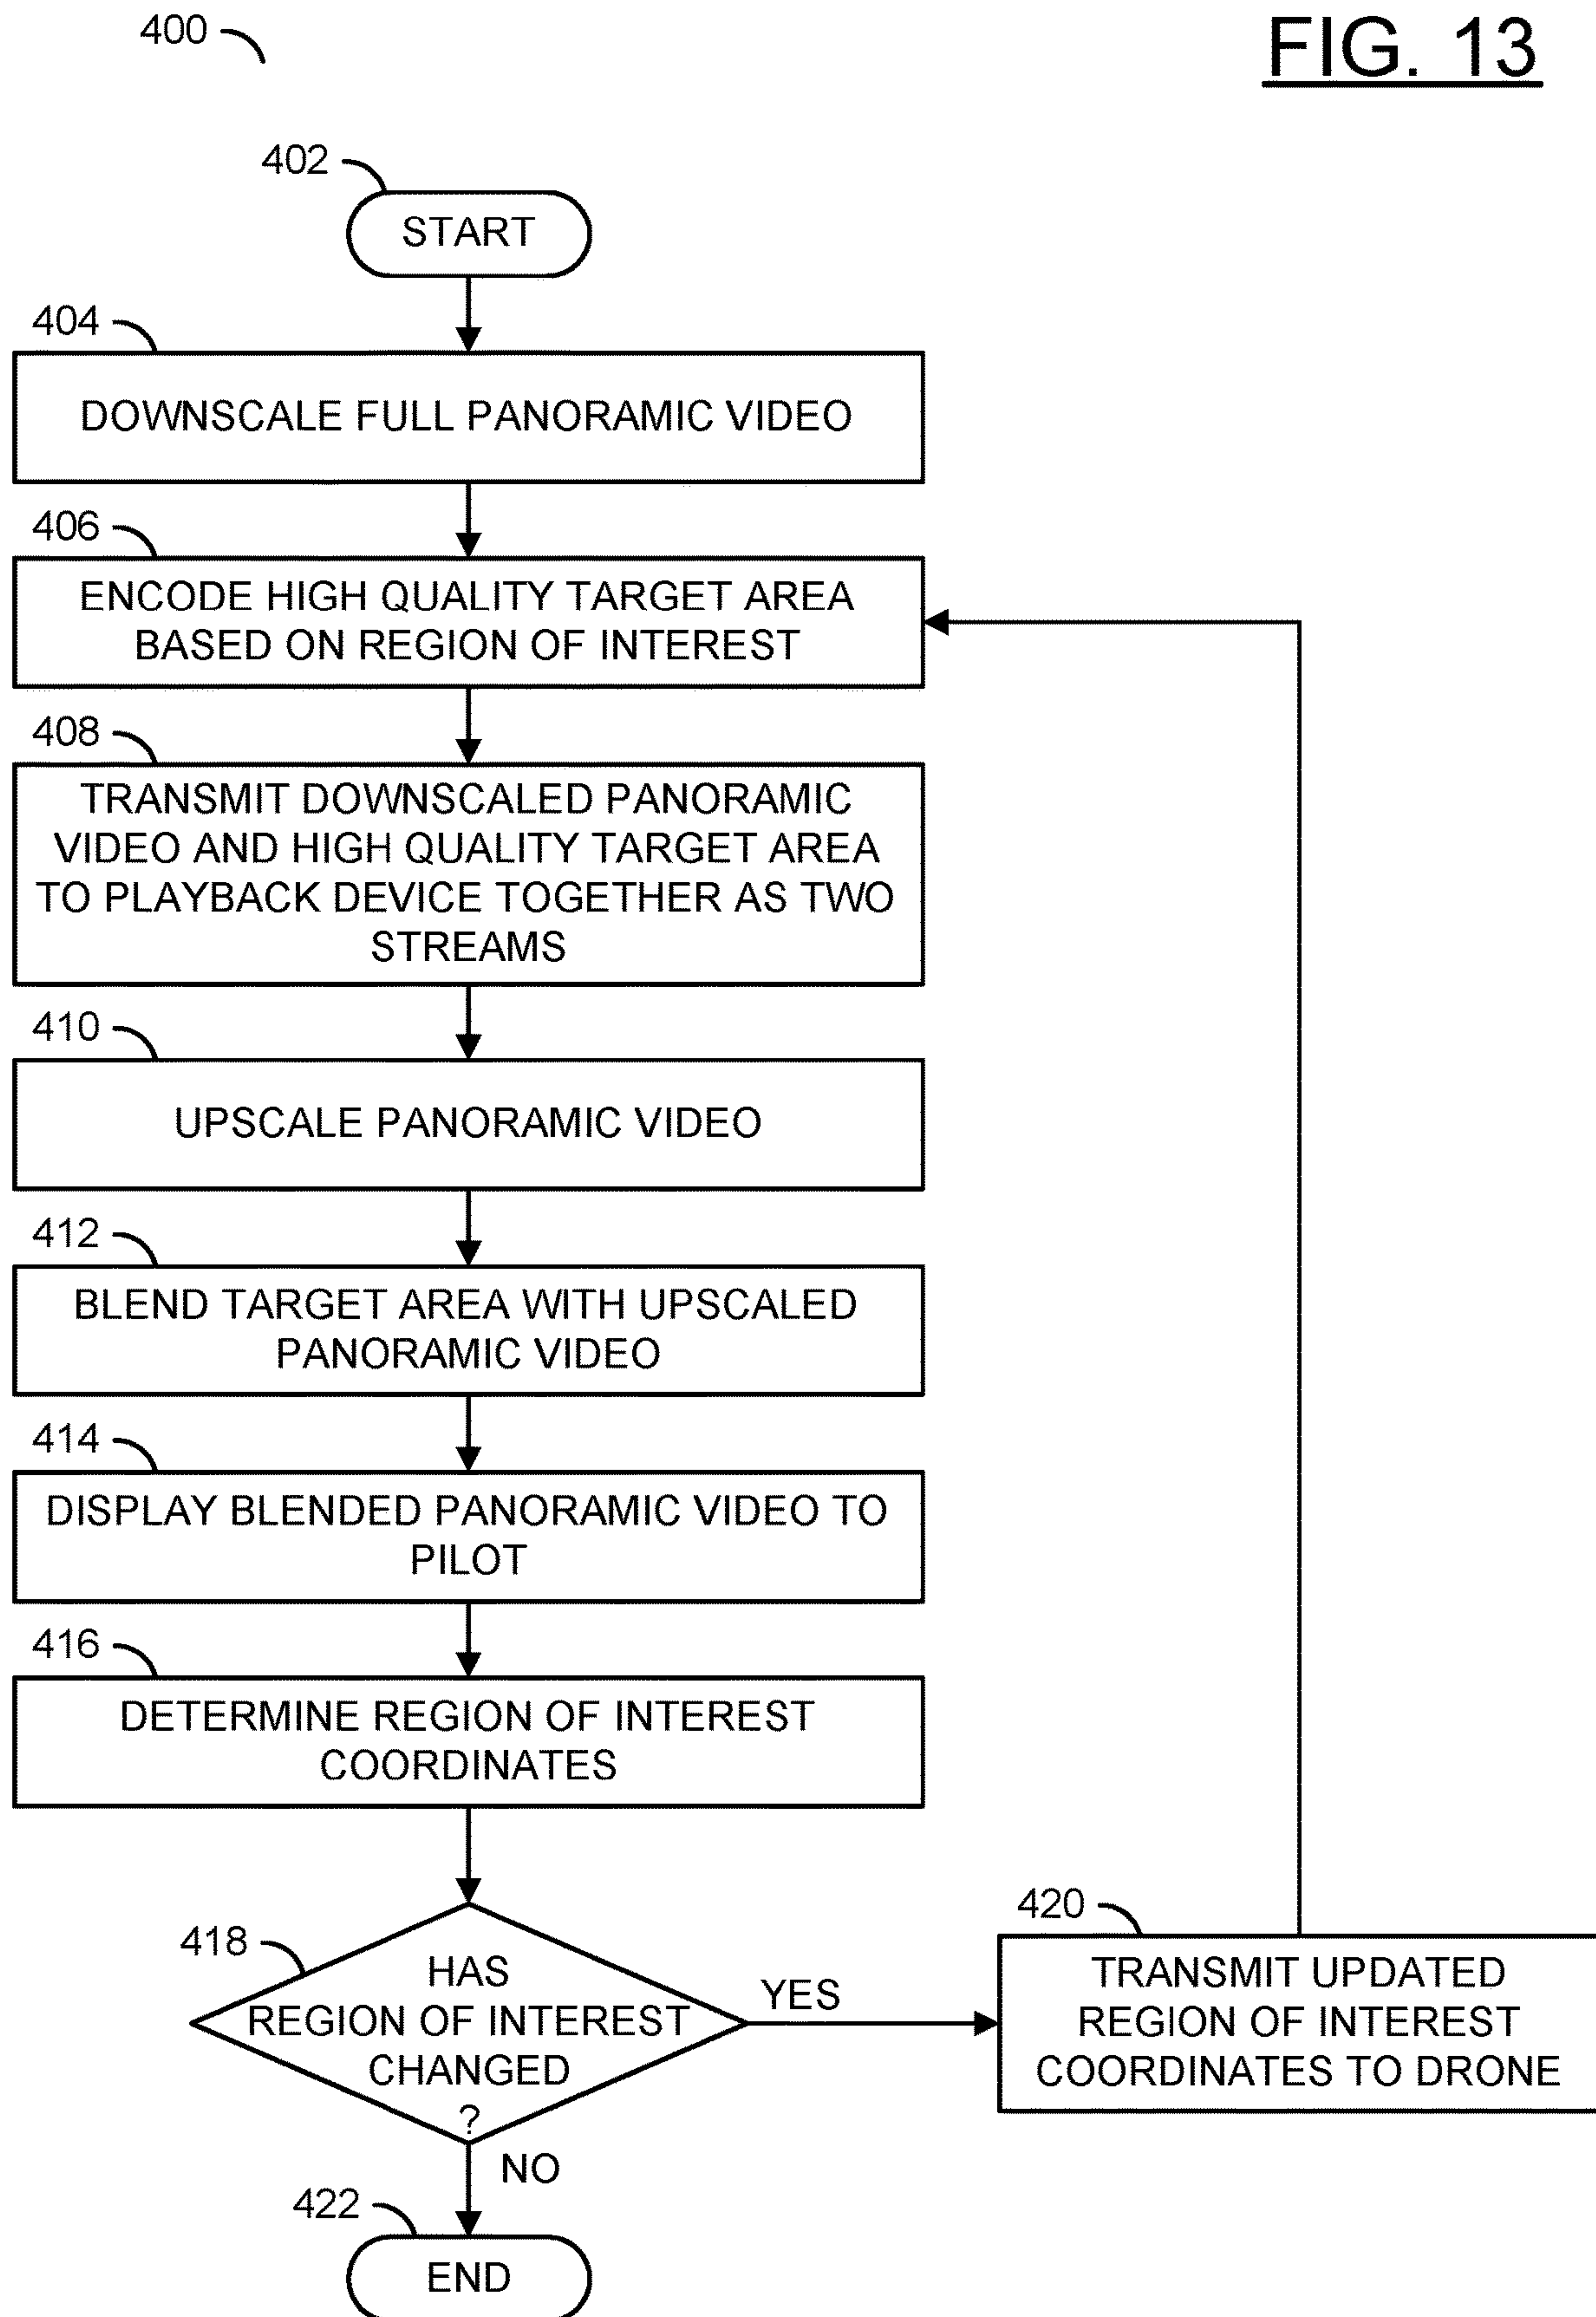 400
FIG. 13
402
START
404
DOWNSCALE FULL PANORAMIC VIDEO
406
ENCODE HIGH QUALITY TARGET AREA
BASED ON REGION OF INTEREST
408
TRANSMIT DOWNSCALED PANORAMIC
VIDEO AND HIGH QUALITY TARGET AREA
TO PLAYBACK DEVICE TOGETHER AS TWO
STREAMS
410
UPSCALE PANORAMIC VIDEO
412
BLEND TARGET AREA WITH UPSCALED
PANORAMIC VIDEO
414
DISPLAY BLENDED PANORAMIC VIDEO TO
PILOT
416
DETERMINE REGION OF INTEREST
COORDINATES
418
HAS
REGION OF INTEREST
CHANGED
?
YES
420
TRANSMIT UPDATED
REGION OF INTEREST
COORDINATES TO DRONE
NO
422
END